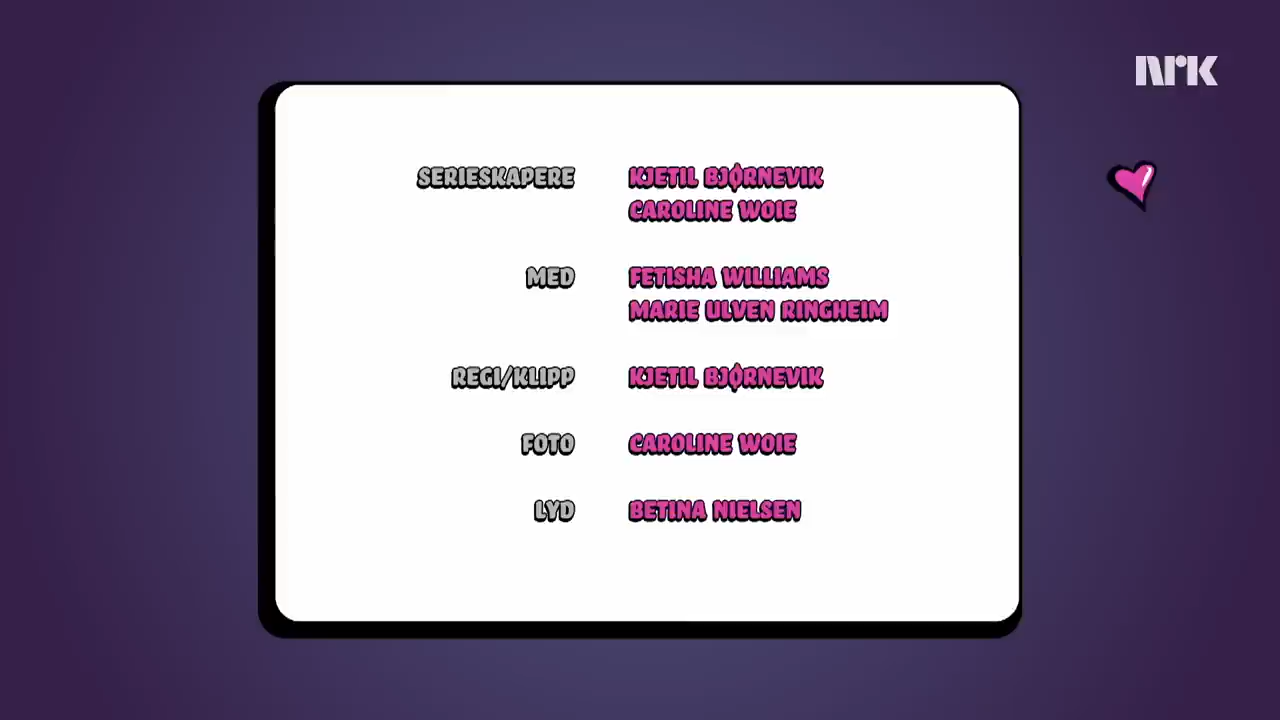 NRK
SERIESKAPERE KJETIL BJØRNEVIK
CAROLINE WOIE
MED FETISHA WILLIAMS
MARIE ULVEN RINGHEIM
REGI/KLIPP KJETIL BJØRNEVIK
FOTO CAROLINE WOIE
LYD BETINA NIELSEN